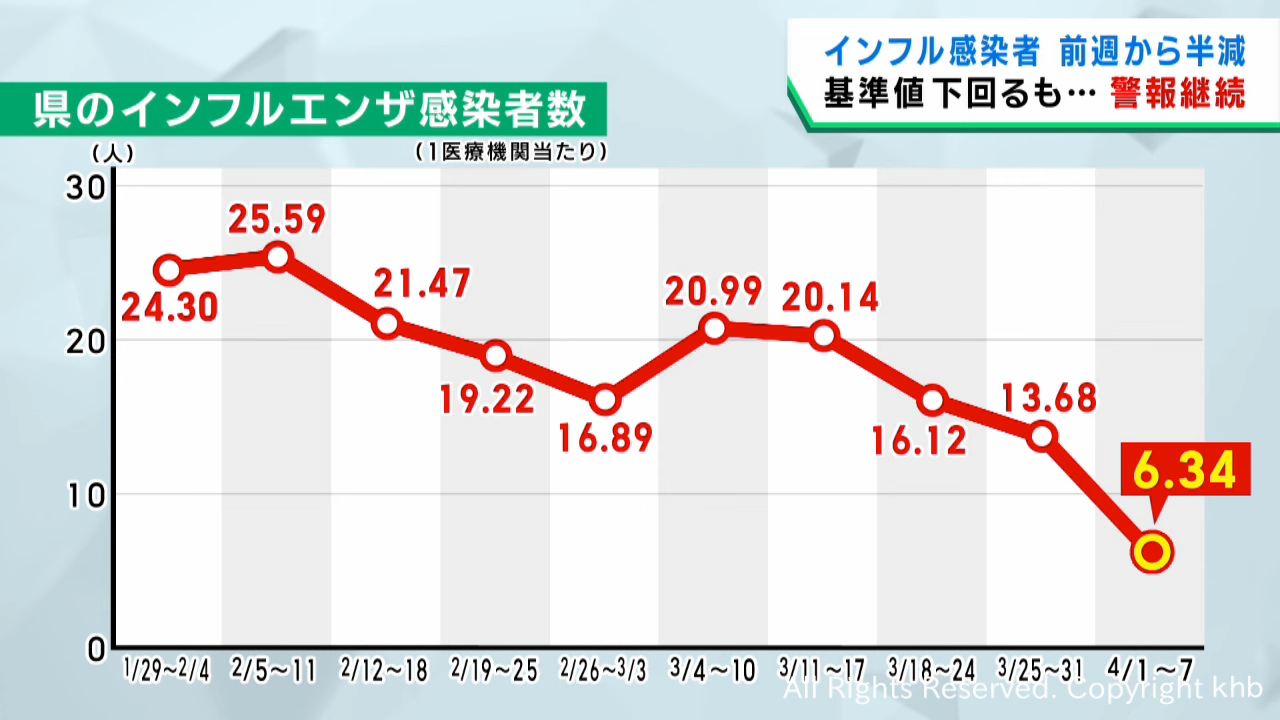 インフル感染者 前週から半減
基準値下回るも… 警報継続
県のインフルエンザ感染者数
(人)
(1医療機関当たり)
30
20
10
0
24.30
25.59
21.47
19.22
16.89
20.99
20.14
16.12
13.68
6.34
1/29~2/4 2/5~11 2/12~18 2/19~25 2/26~3/3 3/4~10 3/11~17 3/18~24 3/25~31 4/1~7
All Rights Reserved. Copyright khb